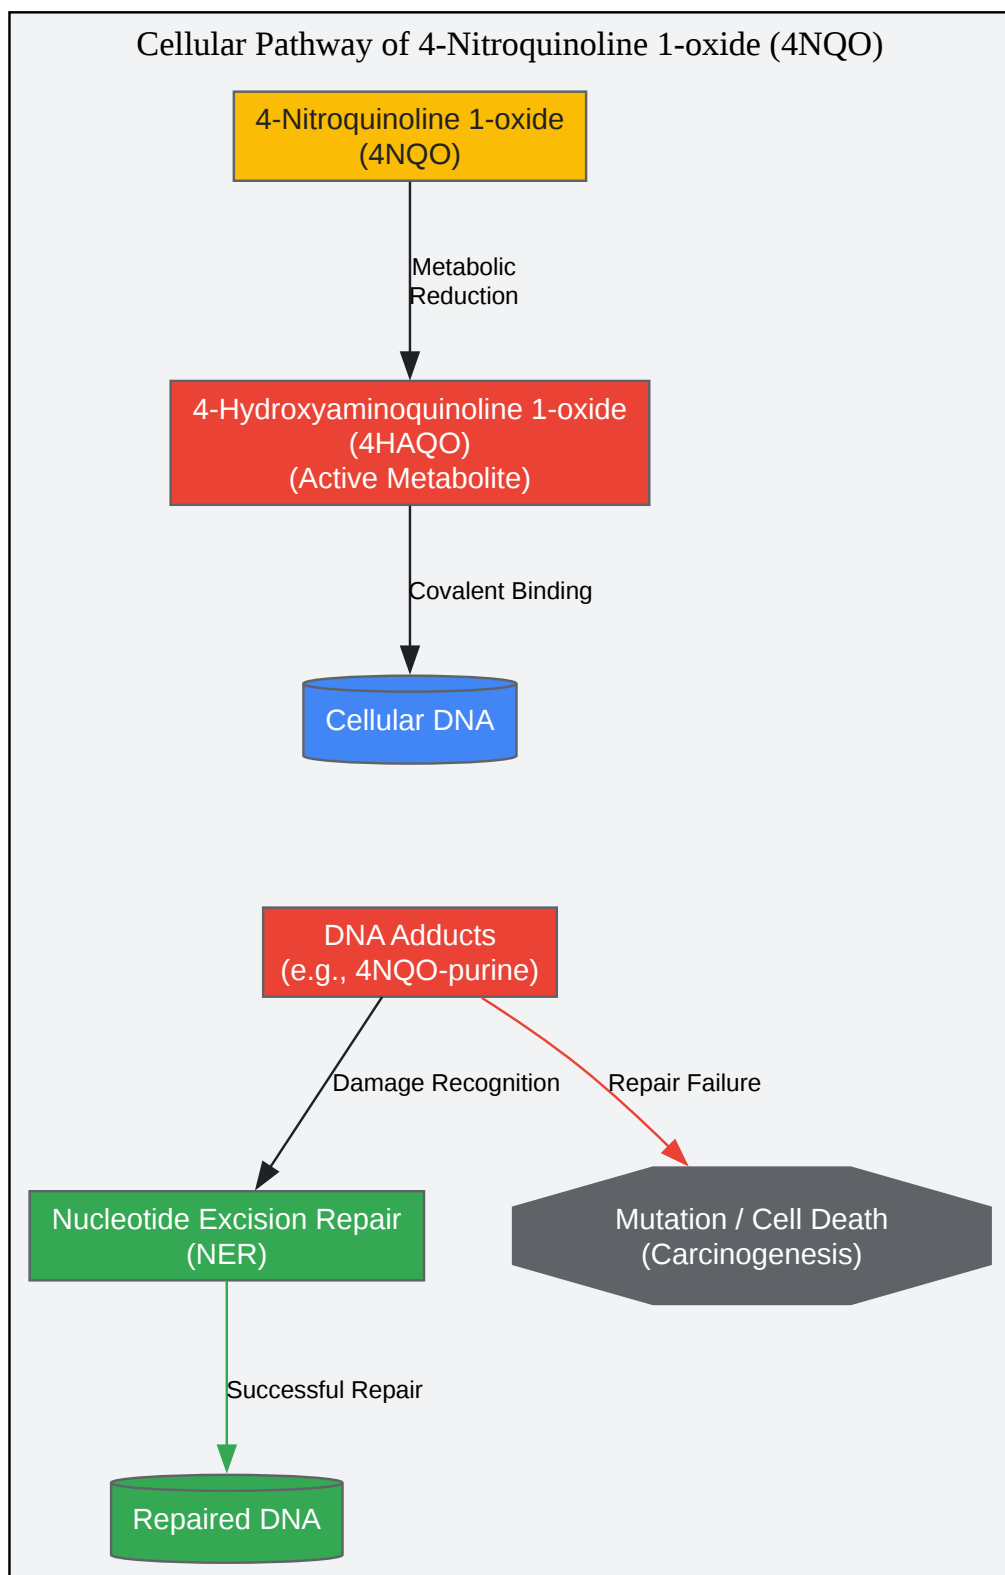 Cellular Pathway of 4-Nitroquinoline 1-oxide (4NQO)
4-Nitroquinoline 1-oxide
(4NQO)
Metabolic
Reduction
4-Hydroxyaminoquinoline 1-oxide
(4HAQO)
(Active Metabolite)
Covalent Binding
Cellular DNA
DNA Adducts
(e.g., 4NQO-purine)
Damage Recognition
Repair Failure
Nucleotide Excision Repair
(NER)
Mutation / Cell Death
(Carcinogenesis)
Successful Repair
Repaired DNA